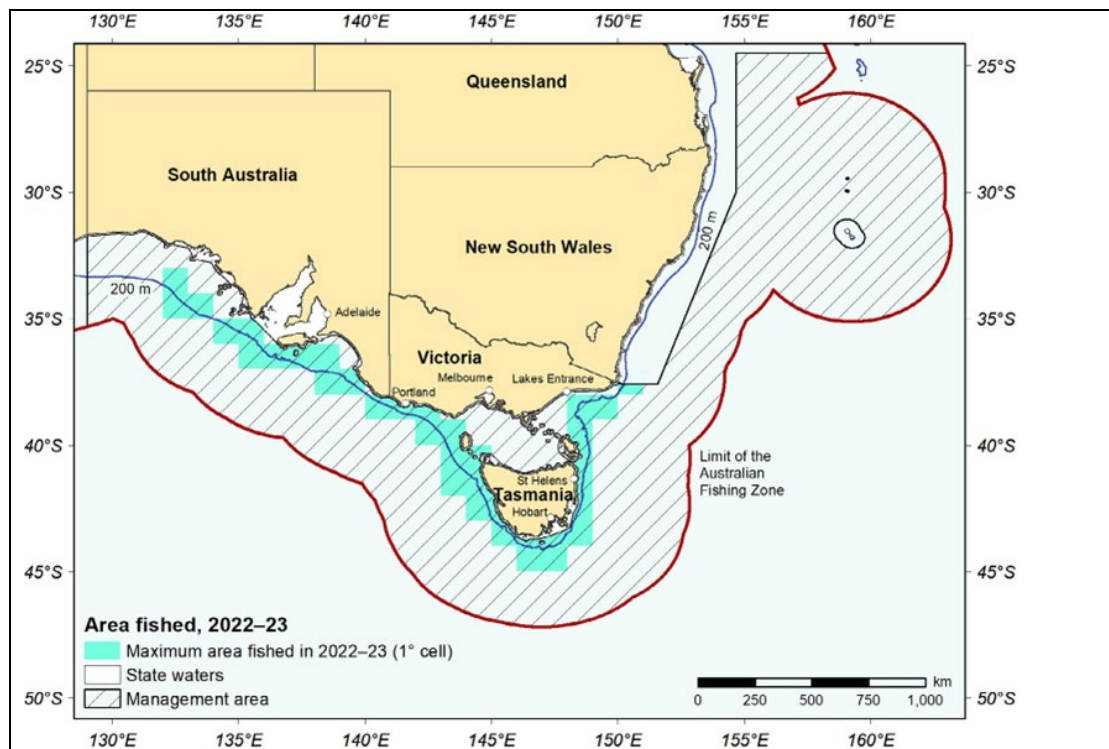 130°E 135°E 140°E 145°E 150°E 155°E 160°E
25°S 25°S
Queensland
South Australia
30°S 30°S
New South Wales
200 m
200 m
Adelaide
35°S 35°S
Victoria
Melbourne Lakes Entrance
Portland
40°S 40°S
Limit of the
Australian
Fishing Zone
St Helens
Tasmania
Hobart
45°S 45°S
Area fished, 2022–23
Maximum area fished in 2022–23 (1° cell)
State waters
Management area
km
0 250 500 750 1,000
50°S 50°S
130°E 135°E 140°E 145°E 150°E 155°E 160°E